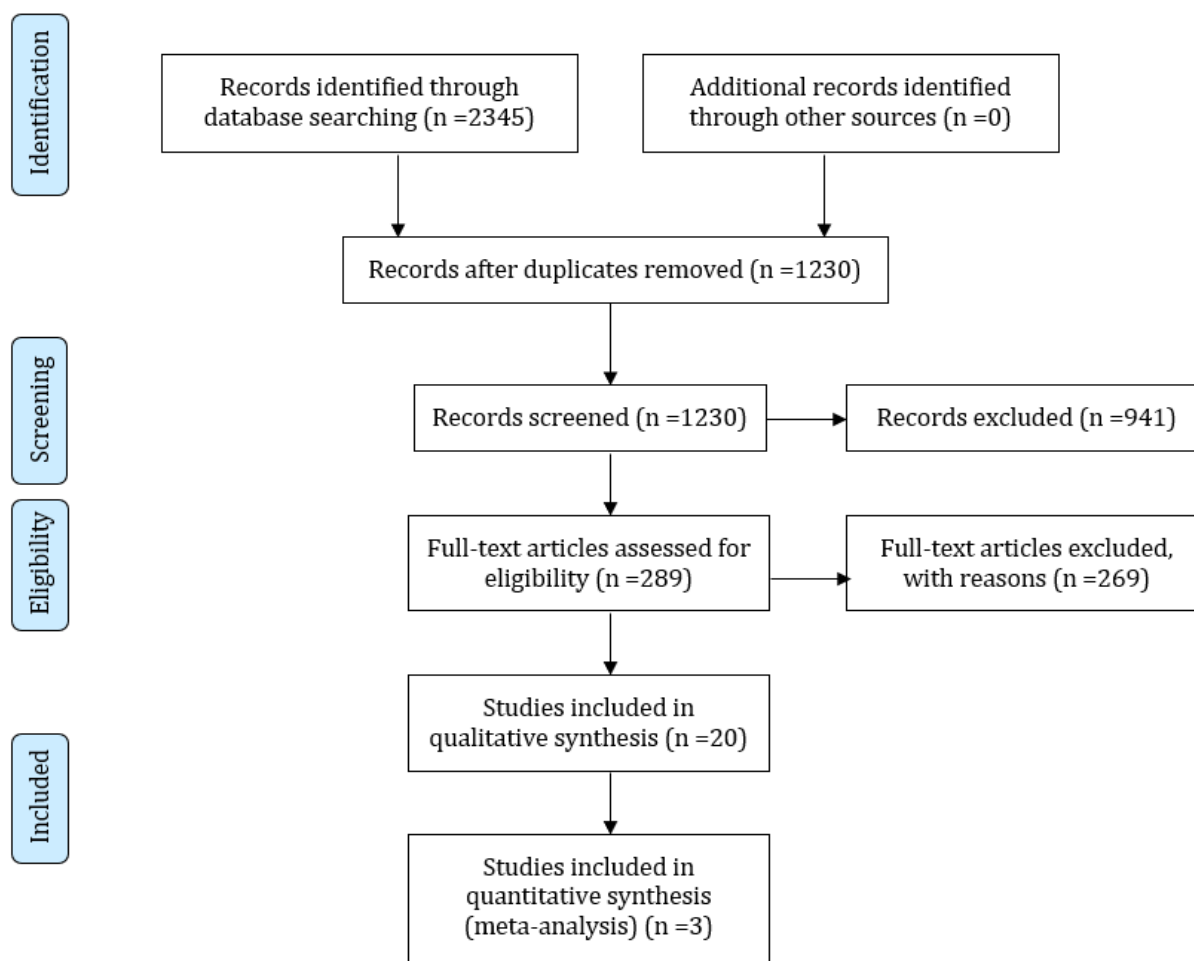 Identification
Records identified through
database searching (n =2345)
Additional records identified
through other sources (n =0)
Records after duplicates removed (n =1230)
Screening
Records screened (n =1230)
Records excluded (n =941)
Eligibility
Full-text articles assessed for
eligibility (n =289)
Full-text articles excluded,
with reasons (n =269)
Included
Studies included in
qualitative synthesis (n =20)
Studies included in
quantitative synthesis
(meta-analysis) (n =3)